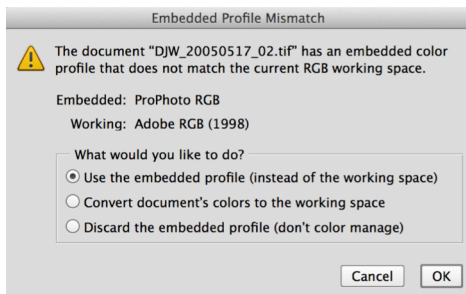 Embedded Profile Mismatch
The document “DJW_20050517_02.tif” has an embedded color
profile that does not match the current RGB working space.
Embedded: ProPhoto RGB
Working: Adobe RGB (1998)
What would you like to do?
Use the embedded profile (instead of the working space)
Convert document's colors to the working space
Discard the embedded profile (don't color manage)
Cancel OK